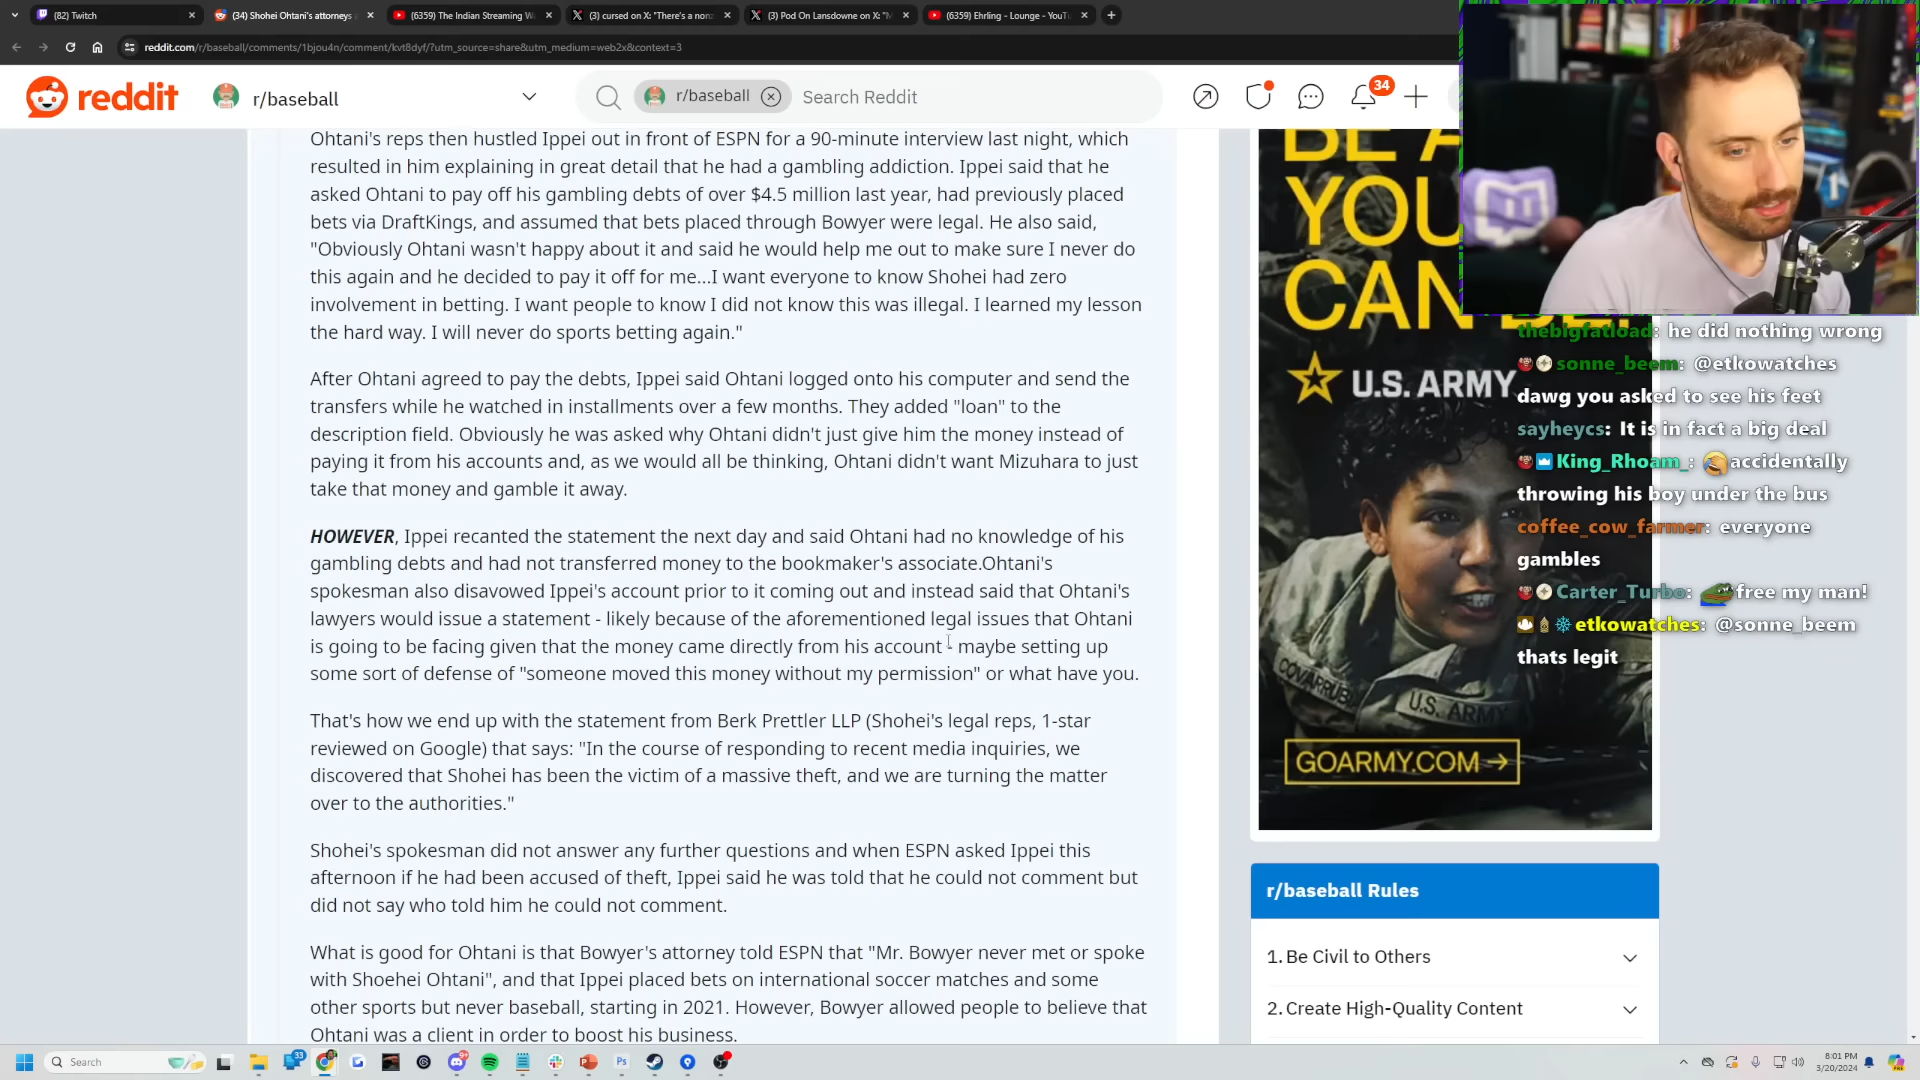 (82) Twitch
(34) Shohei Ohtani's attorneys
(6359) The Indian Streaming W
(3) cursed on X: "There's a non
(3) Pod On Lansdowne on X: "M
(6359) Ehrling - Lounge - YouTu
reddit.com/r/baseball/comments/1bjou4n/comment/kvt8dyf/?utm_source=share&utm_medium=web2x&context=3
reddit
r/baseball
r/baseball
Search Reddit
34
Ohtani's reps then hustled Ippei out in front of ESPN for a 90-minute interview last night, which
resulted in him explaining in great detail that he had a gambling addiction. Ippei said that he
asked Ohtani to pay off his gambling debts of over $4.5 million last year, had previously placed
bets via DraftKings, and assumed that bets placed through Bowyer were legal. He also said,
"Obviously Ohtani wasn't happy about it and said he would help me out to make sure I never do
this again and he decided to pay it off for me...I want everyone to know Shohei had zero
involvement in betting. I want people to know I did not know this was illegal. I learned my lesson
the hard way. I will never do sports betting again."
After Ohtani agreed to pay the debts, Ippei said Ohtani logged onto his computer and send the
transfers while he watched in installments over a few months. They added "loan" to the
description field. Obviously he was asked why Ohtani didn't just give him the money instead of
paying it from his accounts and, as we would all be thinking, Ohtani didn't want Mizuhara to just
take that money and gamble it away.
HOWEVER, Ippei recanted the statement the next day and said Ohtani had no knowledge of his
gambling debts and had not transferred money to the bookmaker's associate.Ohtani's
spokesman also disavowed Ippei's account prior to it coming out and instead said that Ohtani's
lawyers would issue a statement - likely because of the aforementioned legal issues that Ohtani
is going to be facing given that the money came directly from his account - maybe setting up
some sort of defense of "someone moved this money without my permission" or what have you.
That's how we end up with the statement from Berk Prettler LLP (Shohei's legal reps, 1-star
reviewed on Google) that says: "In the course of responding to recent media inquiries, we
discovered that Shohei has been the victim of a massive theft, and we are turning the matter
over to the authorities."
Shohei's spokesman did not answer any further questions and when ESPN asked Ippei this
afternoon if he had been accused of theft, Ippei said he was told that he could not comment but
did not say who told him he could not comment.
What is good for Ohtani is that Bowyer's attorney told ESPN that "Mr. Bowyer never met or spoke
with Shoehei Ohtani", and that Ippei placed bets on international soccer matches and some
other sports but never baseball, starting in 2021. However, Bowyer allowed people to believe that
Ohtani was a client in order to boost his business.
BE A
YOU
CAN BE
U.S. ARMY
U.S. ARMY
GOARMY.COM →
thebigfatload: he did nothing wrong
sonne_beem: @etkowatches
dawg you asked to see his feet
sayheycs: It is in fact a big deal
King_Rhoam_: accidentally
throwing his boy under the bus
coffee_cow_farmer: everyone
gambles
Carter_Turbo: free my man!
etkowatches: @sonne_beem
thats legit
r/baseball Rules
1. Be Civil to Others
2. Create High-Quality Content
Search
33
8:01 PM
3/20/2024